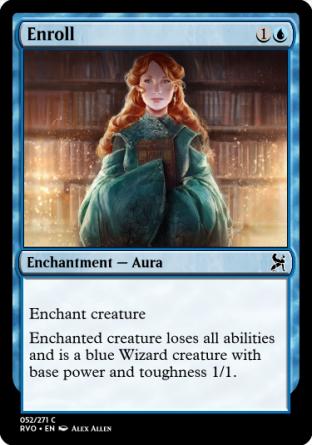 Enroll 1
Enchantment — Aura
Enchant creature
Enchanted creature loses all abilities
and is a blue Wizard creature with
base power and toughness 1/1.
052/271 C
RVO • EN ALEX ALLEN